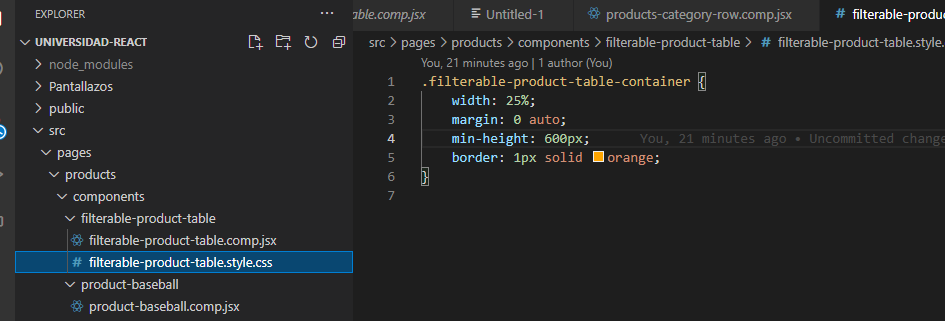 EXPLORER
...
UNIVERSIDAD-REACT
node_modules
Pantallazos
public
src
pages
products
components
filterable-product-table
filterable-product-table.comp.jsx
# filterable-product-table.style.css
product-baseball
product-baseball.comp.jsx
table.comp.jsx
Untitled-1
products-category-row.comp.jsx
# filterable-produc
src > pages > products > components > filterable-product-table > # filterable-product-table.style.
You, 21 minutes ago | 1 author (You)
1 .filterable-product-table-container {
2 width: 25%;
3 margin: 0 auto;
4 min-height: 600px; You, 21 minutes ago • Uncommitted change
5 border: 1px solid orange;
6 }
7